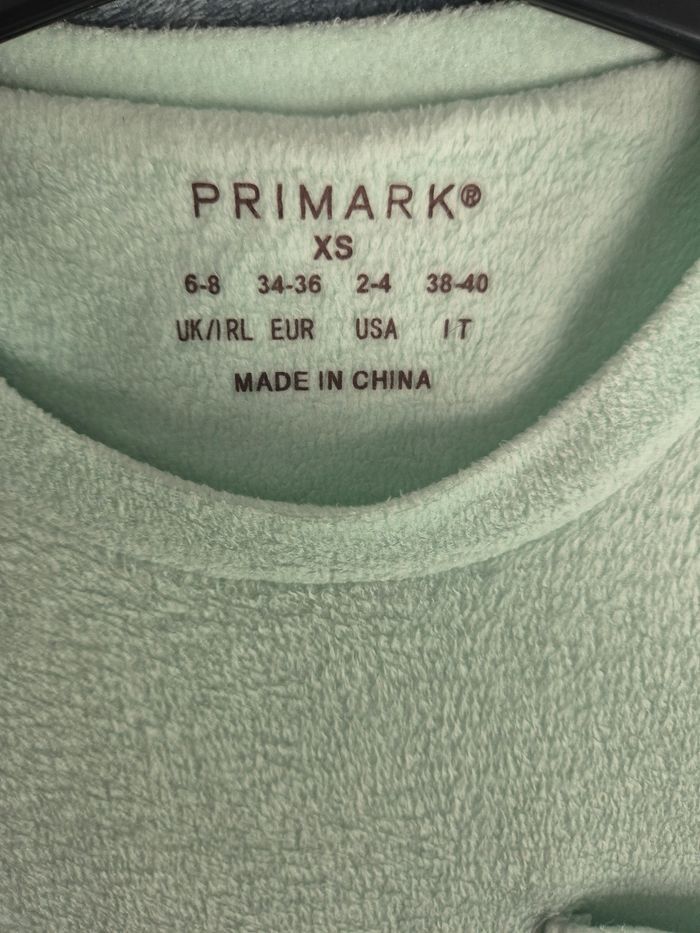 PRIMARK®
XS
6-8 34-36 2-4 38-40
UK/IRL EUR USA IT
MADE IN CHINA